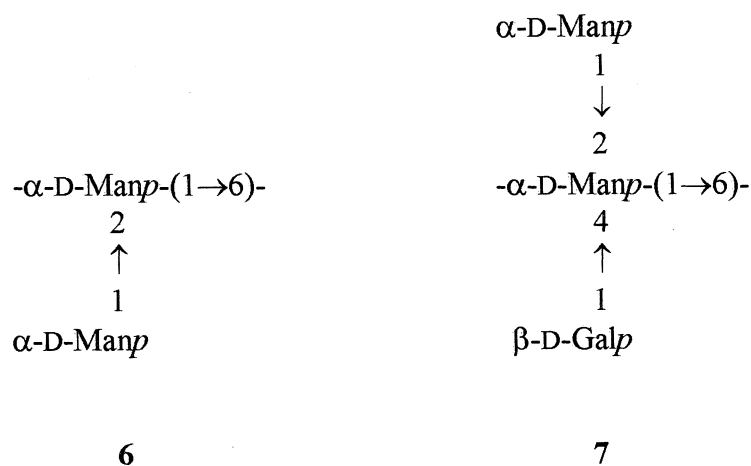 -α-D-Manp-(1→6)-
2
↑
1
α-D-Manp
6
α-D-Manp
1
↓
2
-α-D-Manp-(1→6)-
4
↑
1
β-D-Galp
7